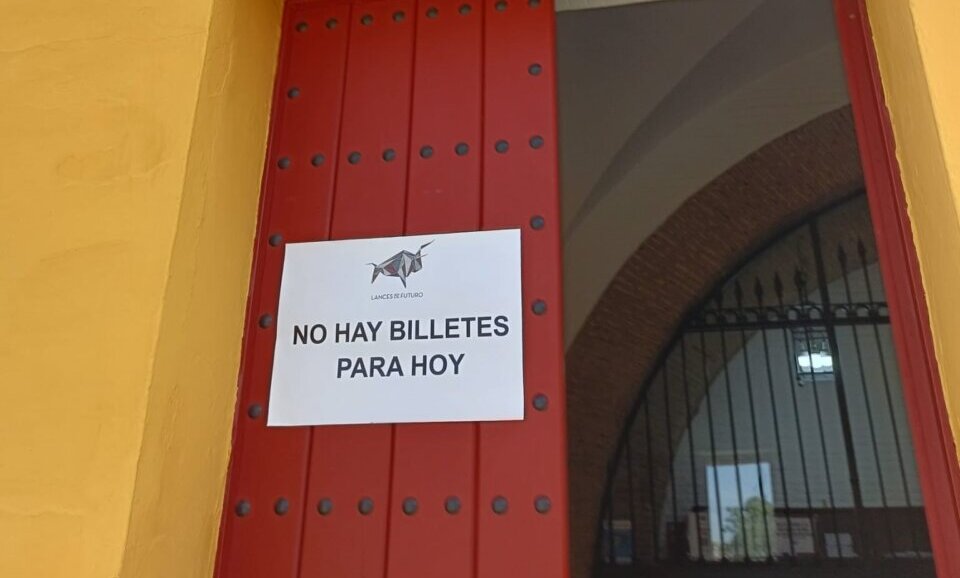 LANCES DE FUTURO
NO HAY BILLETES
PARA HOY